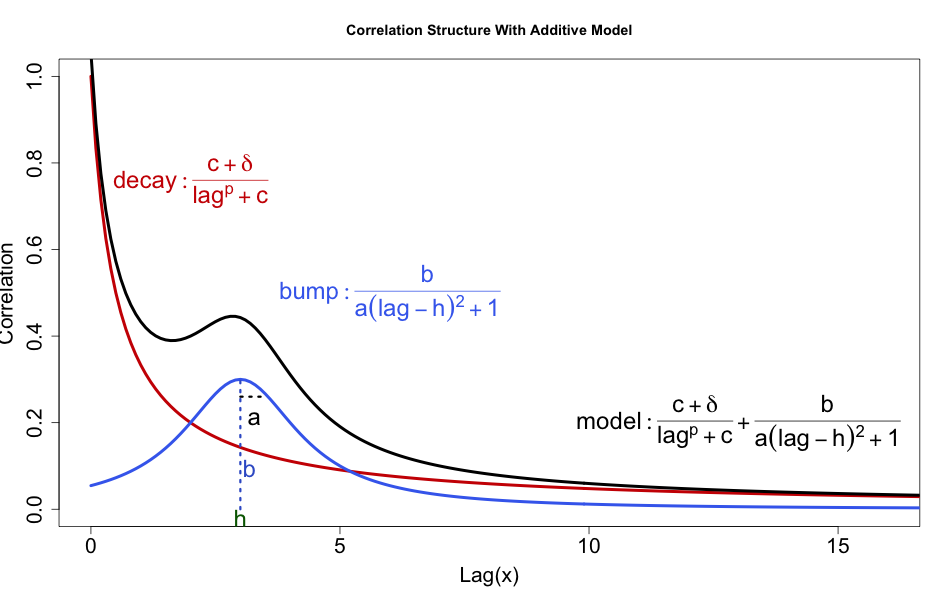 Correlation Structure With Additive Model
Correlation
1.0
0.8
0.6
0.4
0.2
0.0
decay : c + δ / lag^p + c
bump : b / a(lag − h)^2 + 1
model : c + δ / lag^p + c + b / a(lag − h)^2 + 1
a
b
h
0 5 10 15
Lag(x)